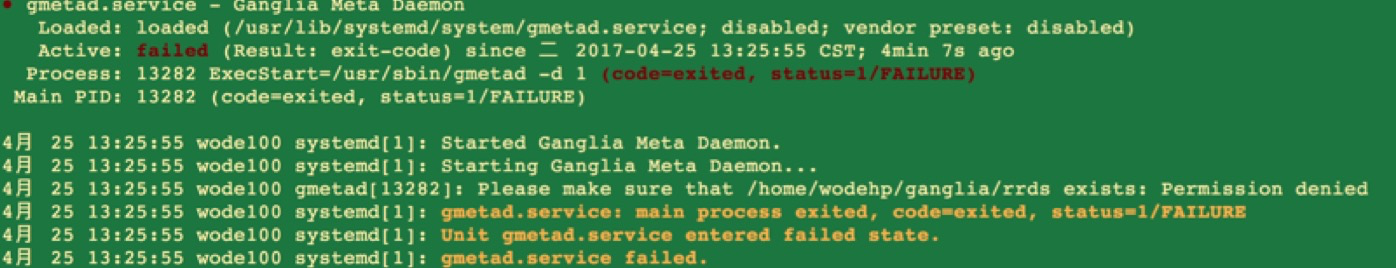 ● gmetad.service - Ganglia Meta Daemon
Loaded: loaded (/usr/lib/systemd/system/gmetad.service; disabled; vendor preset: disabled)
Active: failed (Result: exit-code) since 二 2017-04-25 13:25:55 CST; 4min 7s ago
Process: 13282 ExecStart=/usr/sbin/gmetad -d 1 (code=exited, status=1/FAILURE)
Main PID: 13282 (code=exited, status=1/FAILURE)
4月 25 13:25:55 wode100 systemd[1]: Started Ganglia Meta Daemon.
4月 25 13:25:55 wode100 systemd[1]: Starting Ganglia Meta Daemon...
4月 25 13:25:55 wode100 gmetad[13282]: Please make sure that /home/wodehp/ganglia/rrds exists: Permission denied
4月 25 13:25:55 wode100 systemd[1]: gmetad.service: main process exited, code=exited, status=1/FAILURE
4月 25 13:25:55 wode100 systemd[1]: Unit gmetad.service entered failed state.
4月 25 13:25:55 wode100 systemd[1]: gmetad.service failed.